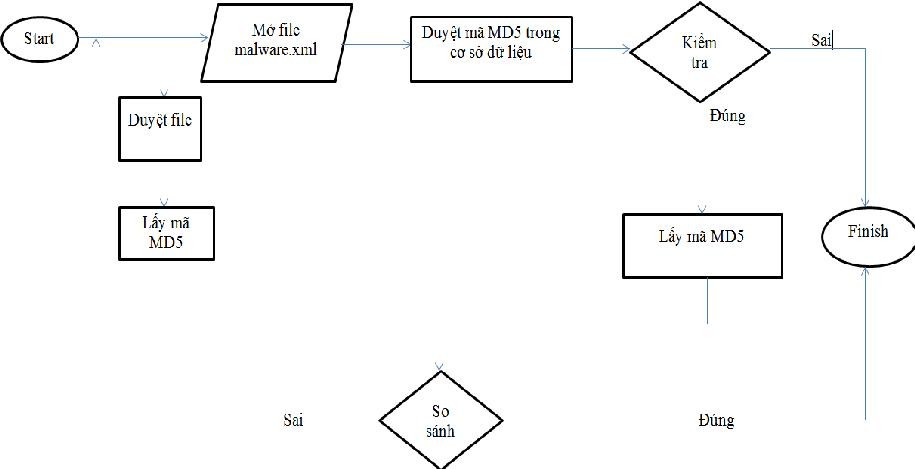 Start
Mở file
malware.xml
Duyệt mã MD5 trong
cơ sở dữ liệu
Kiểm
tra
Sai
Đúng
Duyệt file
Lấy mã
MD5
Lấy mã MD5
Finish
Sai
So
sánh
Đúng